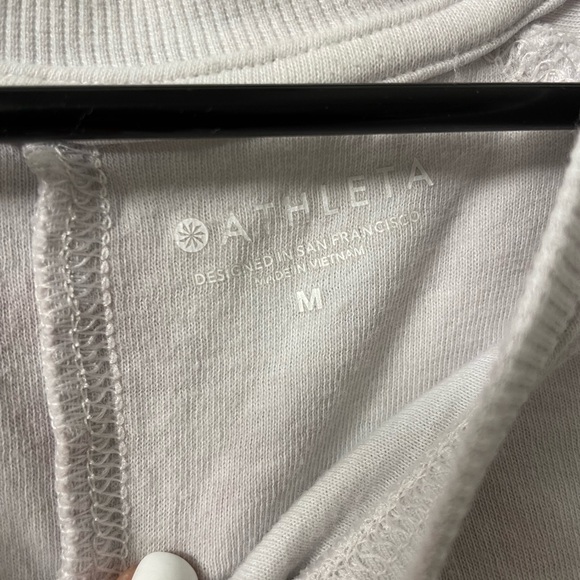 ATHLETA
DESIGNED IN SAN FRANCISCO
MADE IN VIETNAM
M